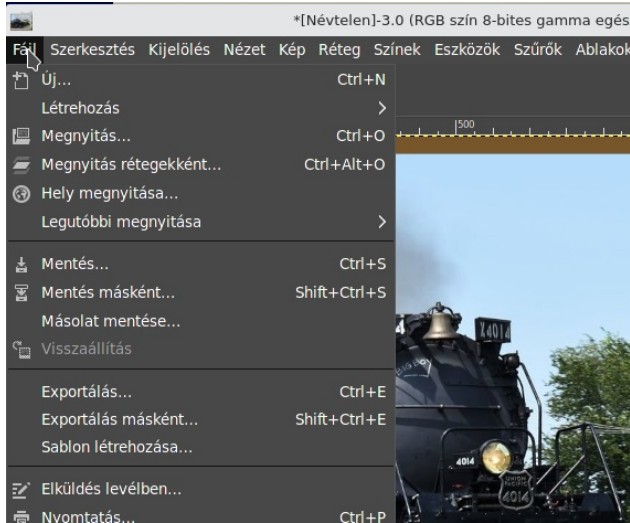 *[Névtelen]-3.0 (RGB szín 8-bites gamma egés
Fájl Szerkesztés Kijelölés Nézet Kép Réteg Színek Eszközök Szűrők Ablakok
Új... Ctrl+N
Létrehozás
Megnyitás... Ctrl+O
Megnyitás rétegekként... Ctrl+Alt+O
Hely megnyitása...
Legutóbbi megnyitása
Mentés... Ctrl+S
Mentés másként... Shift+Ctrl+S
Másolat mentése...
Visszaállítás
Exportálás... Ctrl+E
Exportálás másként... Shift+Ctrl+E
Sablon létrehozása...
Elküldés levélben...
Nyomtatás... Ctrl+P
500
X4014
BIG BOY
4014
UNION
PACIFIC
4014